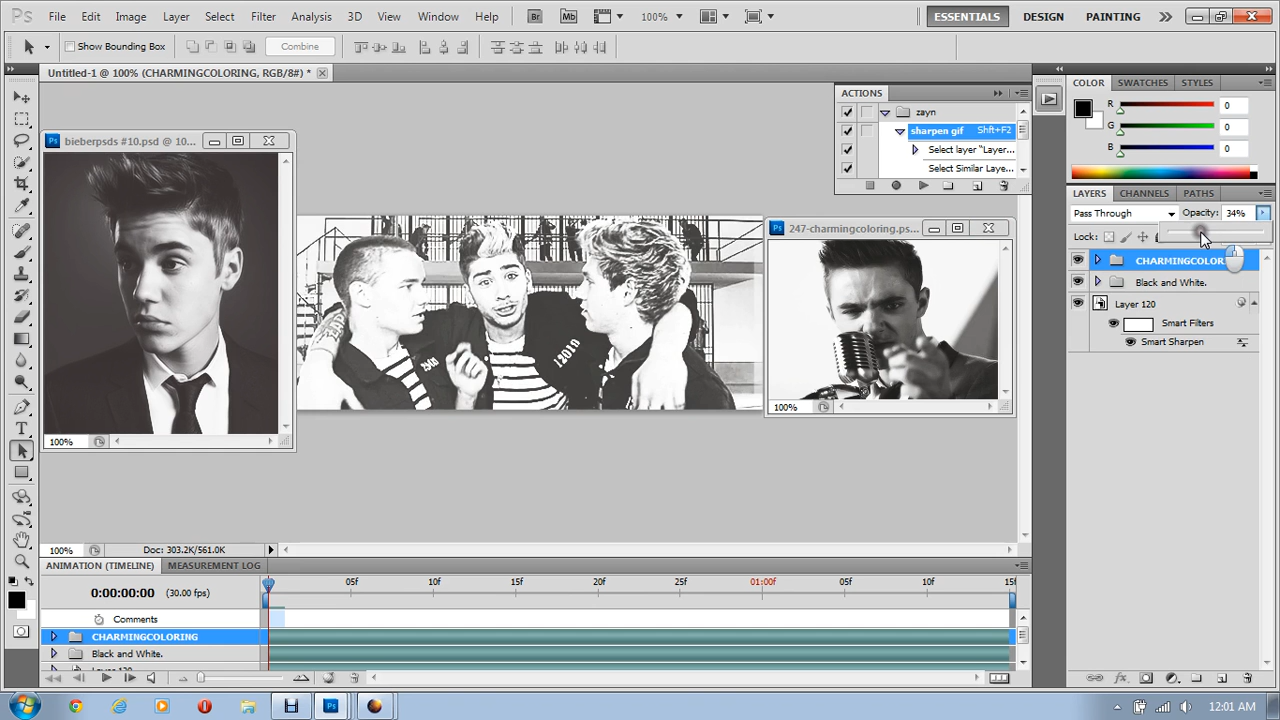 Ps File Edit Image Layer Select Filter Analysis 3D View Window Help Br Mb 100% ESSENTIALS DESIGN PAINTING
Show Bounding Box Combine
Untitled-1 @ 100% (CHARMINGCOLORING, RGB/8#) *
COLOR SWATCHES STYLES
ACTIONS
R 0
zayn
sharpen gif Shft+F2
G 0
Select layer "Layer...
B 0
Select Similar Laye...
Ps bieberpsds #10.psd @ 10...
LAYERS CHANNELS PATHS
Pass Through Opacity: 34%
Ps 247-charmingcoloring.ps...
Lock:
CHARMINGCOLOR
Black and White.
Layer 120
Smart Filters
Smart Sharpen
100%
100%
100% Doc: 303.2K/561.0K
ANIMATION (TIMELINE) MEASUREMENT LOG
0:00:00:00 (30.00 fps) 05f 10f 15f 20f 25f 01:00f 05f 10f 15f
Comments
CHARMINGCOLORING
Black and White.
Layer 120
Ps 12:01 AM